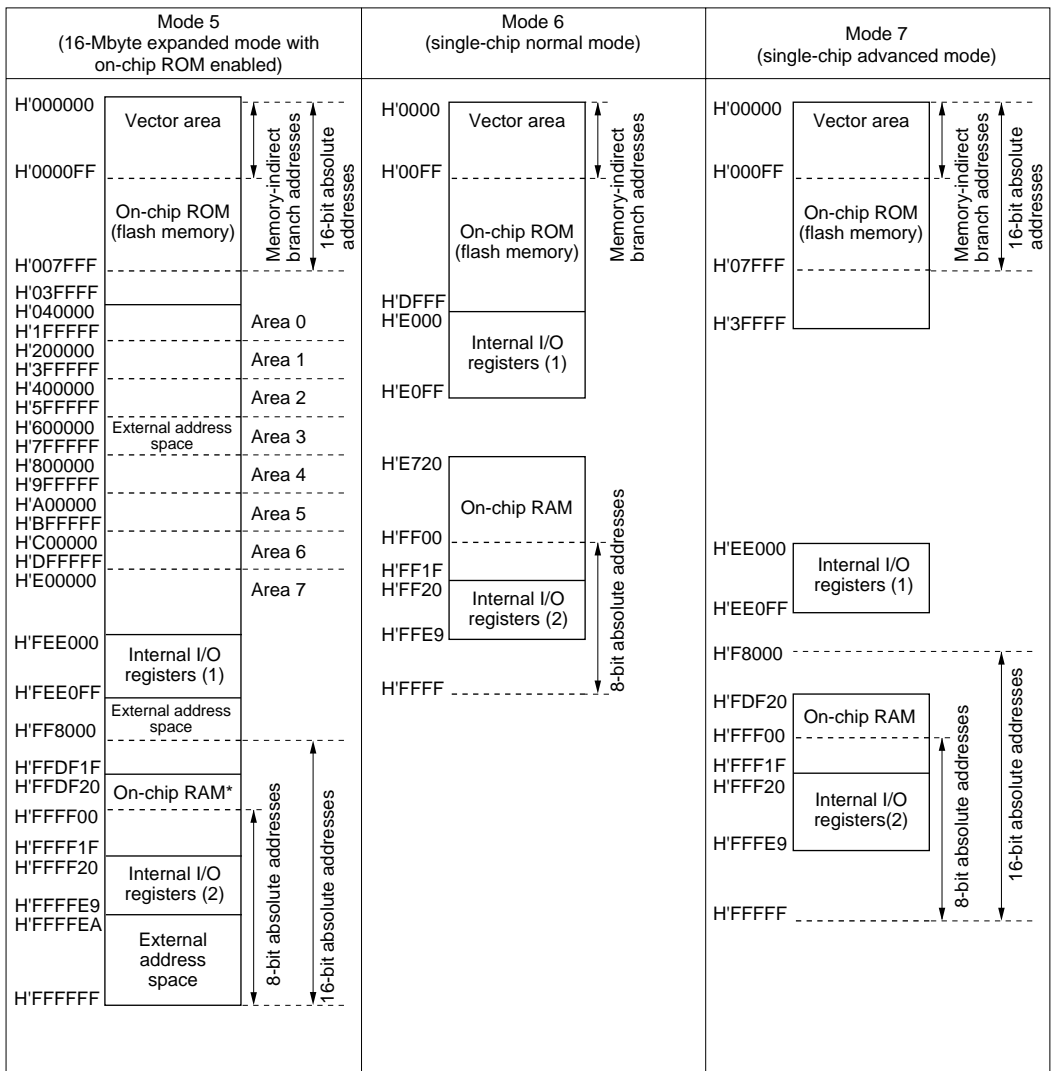 Mode 5
(16-Mbyte expanded mode with
on-chip ROM enabled)
H'000000
Vector area
H'0000FF
On-chip ROM
(flash memory)
H'007FFF
H'03FFFF
H'040000
H'1FFFFF
H'200000
H'3FFFFF
H'400000
H'5FFFFF
H'600000
H'7FFFFF
External address
space
H'800000
H'9FFFFF
H'A00000
H'BFFFFF
H'C00000
H'DFFFFF
H'E00000
Area 0
Area 1
Area 2
Area 3
Area 4
Area 5
Area 6
Area 7
Memory-indirect
branch addresses
16-bit absolute
addresses
H'FEE000
Internal I/O
registers (1)
H'FEE0FF
External address
space
H'FF8000
H'FFDF1F
H'FFDF20
On-chip RAM*
H'FFFF00
H'FFFF1F
H'FFFF20
Internal I/O
registers (2)
H'FFFFE9
H'FFFFEA
External
address
space
H'FFFFFF
8-bit absolute addresses
16-bit absolute addresses
Mode 6
(single-chip normal mode)
H'0000
Vector area
H'00FF
On-chip ROM
(flash memory)
Memory-indirect
branch addresses
H'DFFF
H'E000
Internal I/O
registers (1)
H'E0FF
H'E720
On-chip RAM
H'FF00
H'FF1F
H'FF20
Internal I/O
registers (2)
H'FFE9
H'FFFF
8-bit absolute addresses
Mode 7
(single-chip advanced mode)
H'00000
Vector area
H'000FF
On-chip ROM
(flash memory)
H'07FFF
H'3FFFF
Memory-indirect
branch addresses
16-bit absolute
addresses
H'EE000
Internal I/O
registers (1)
H'EE0FF
H'F8000
H'FDF20
On-chip RAM
H'FFF00
H'FFF1F
H'FFF20
Internal I/O
registers(2)
H'FFFE9
H'FFFFF
8-bit absolute addresses
16-bit absolute addresses